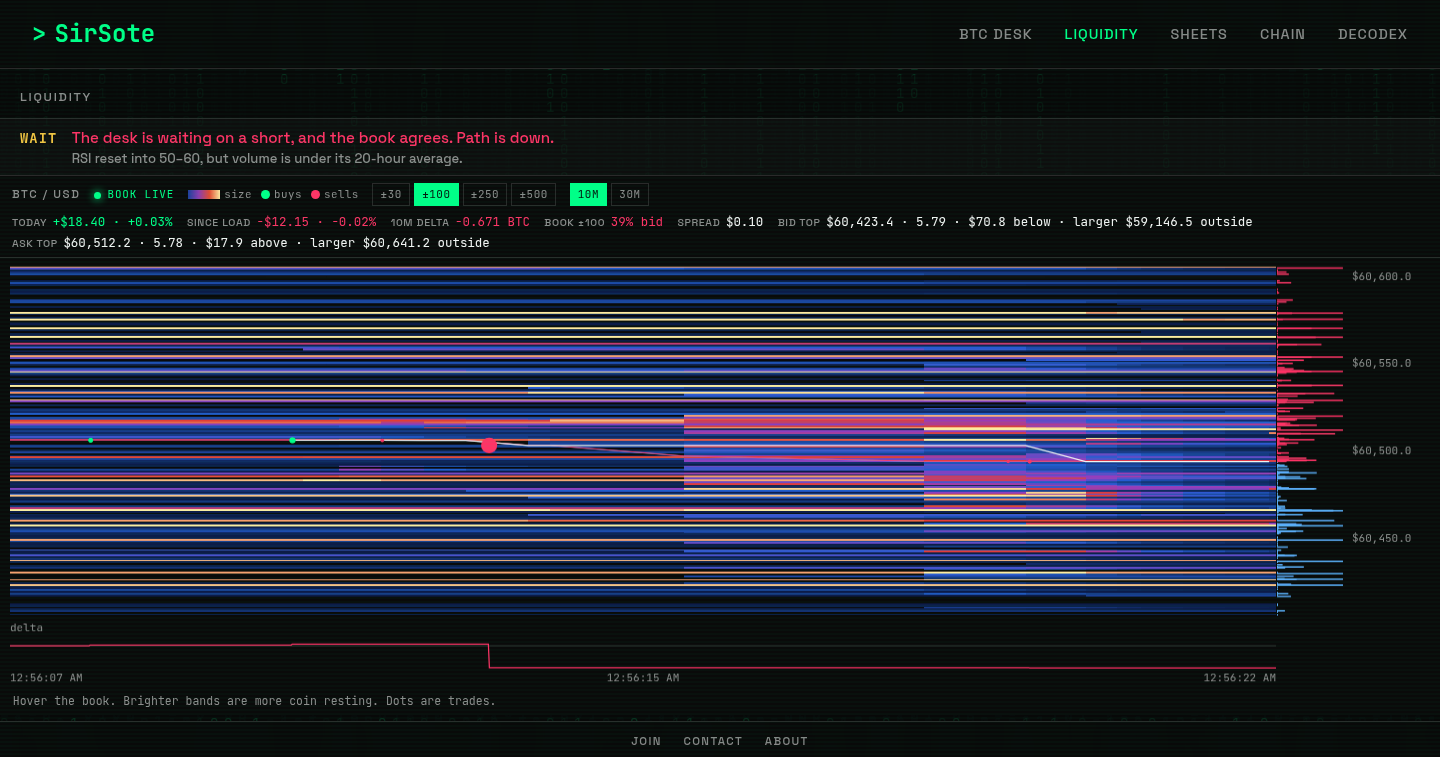 > SirSote
BTC DESK LIQUIDITY SHEETS CHAIN DECODEX
LIQUIDITY
WAIT The desk is waiting on a short, and the book agrees. Path is down.
RSI reset into 50–60, but volume is under its 20-hour average.
BTC / USD BOOK LIVE size buys sells ±30 ±100 ±250 ±500 10M 30M
TODAY +$18.40 · +0.03% SINCE LOAD -$12.15 · -0.02% 10M DELTA -0.671 BTC BOOK ±100 39% bid SPREAD $0.10 BID TOP $60,423.4 · 5.79 · $70.8 below · larger $59,146.5 outside
ASK TOP $60,512.2 · 5.78 · $17.9 above · larger $60,641.2 outside
$60,600.0
$60,550.0
$60,500.0
$60,450.0
delta
12:56:07 AM 12:56:15 AM 12:56:22 AM
Hover the book. Brighter bands are more coin resting. Dots are trades.
JOIN CONTACT ABOUT